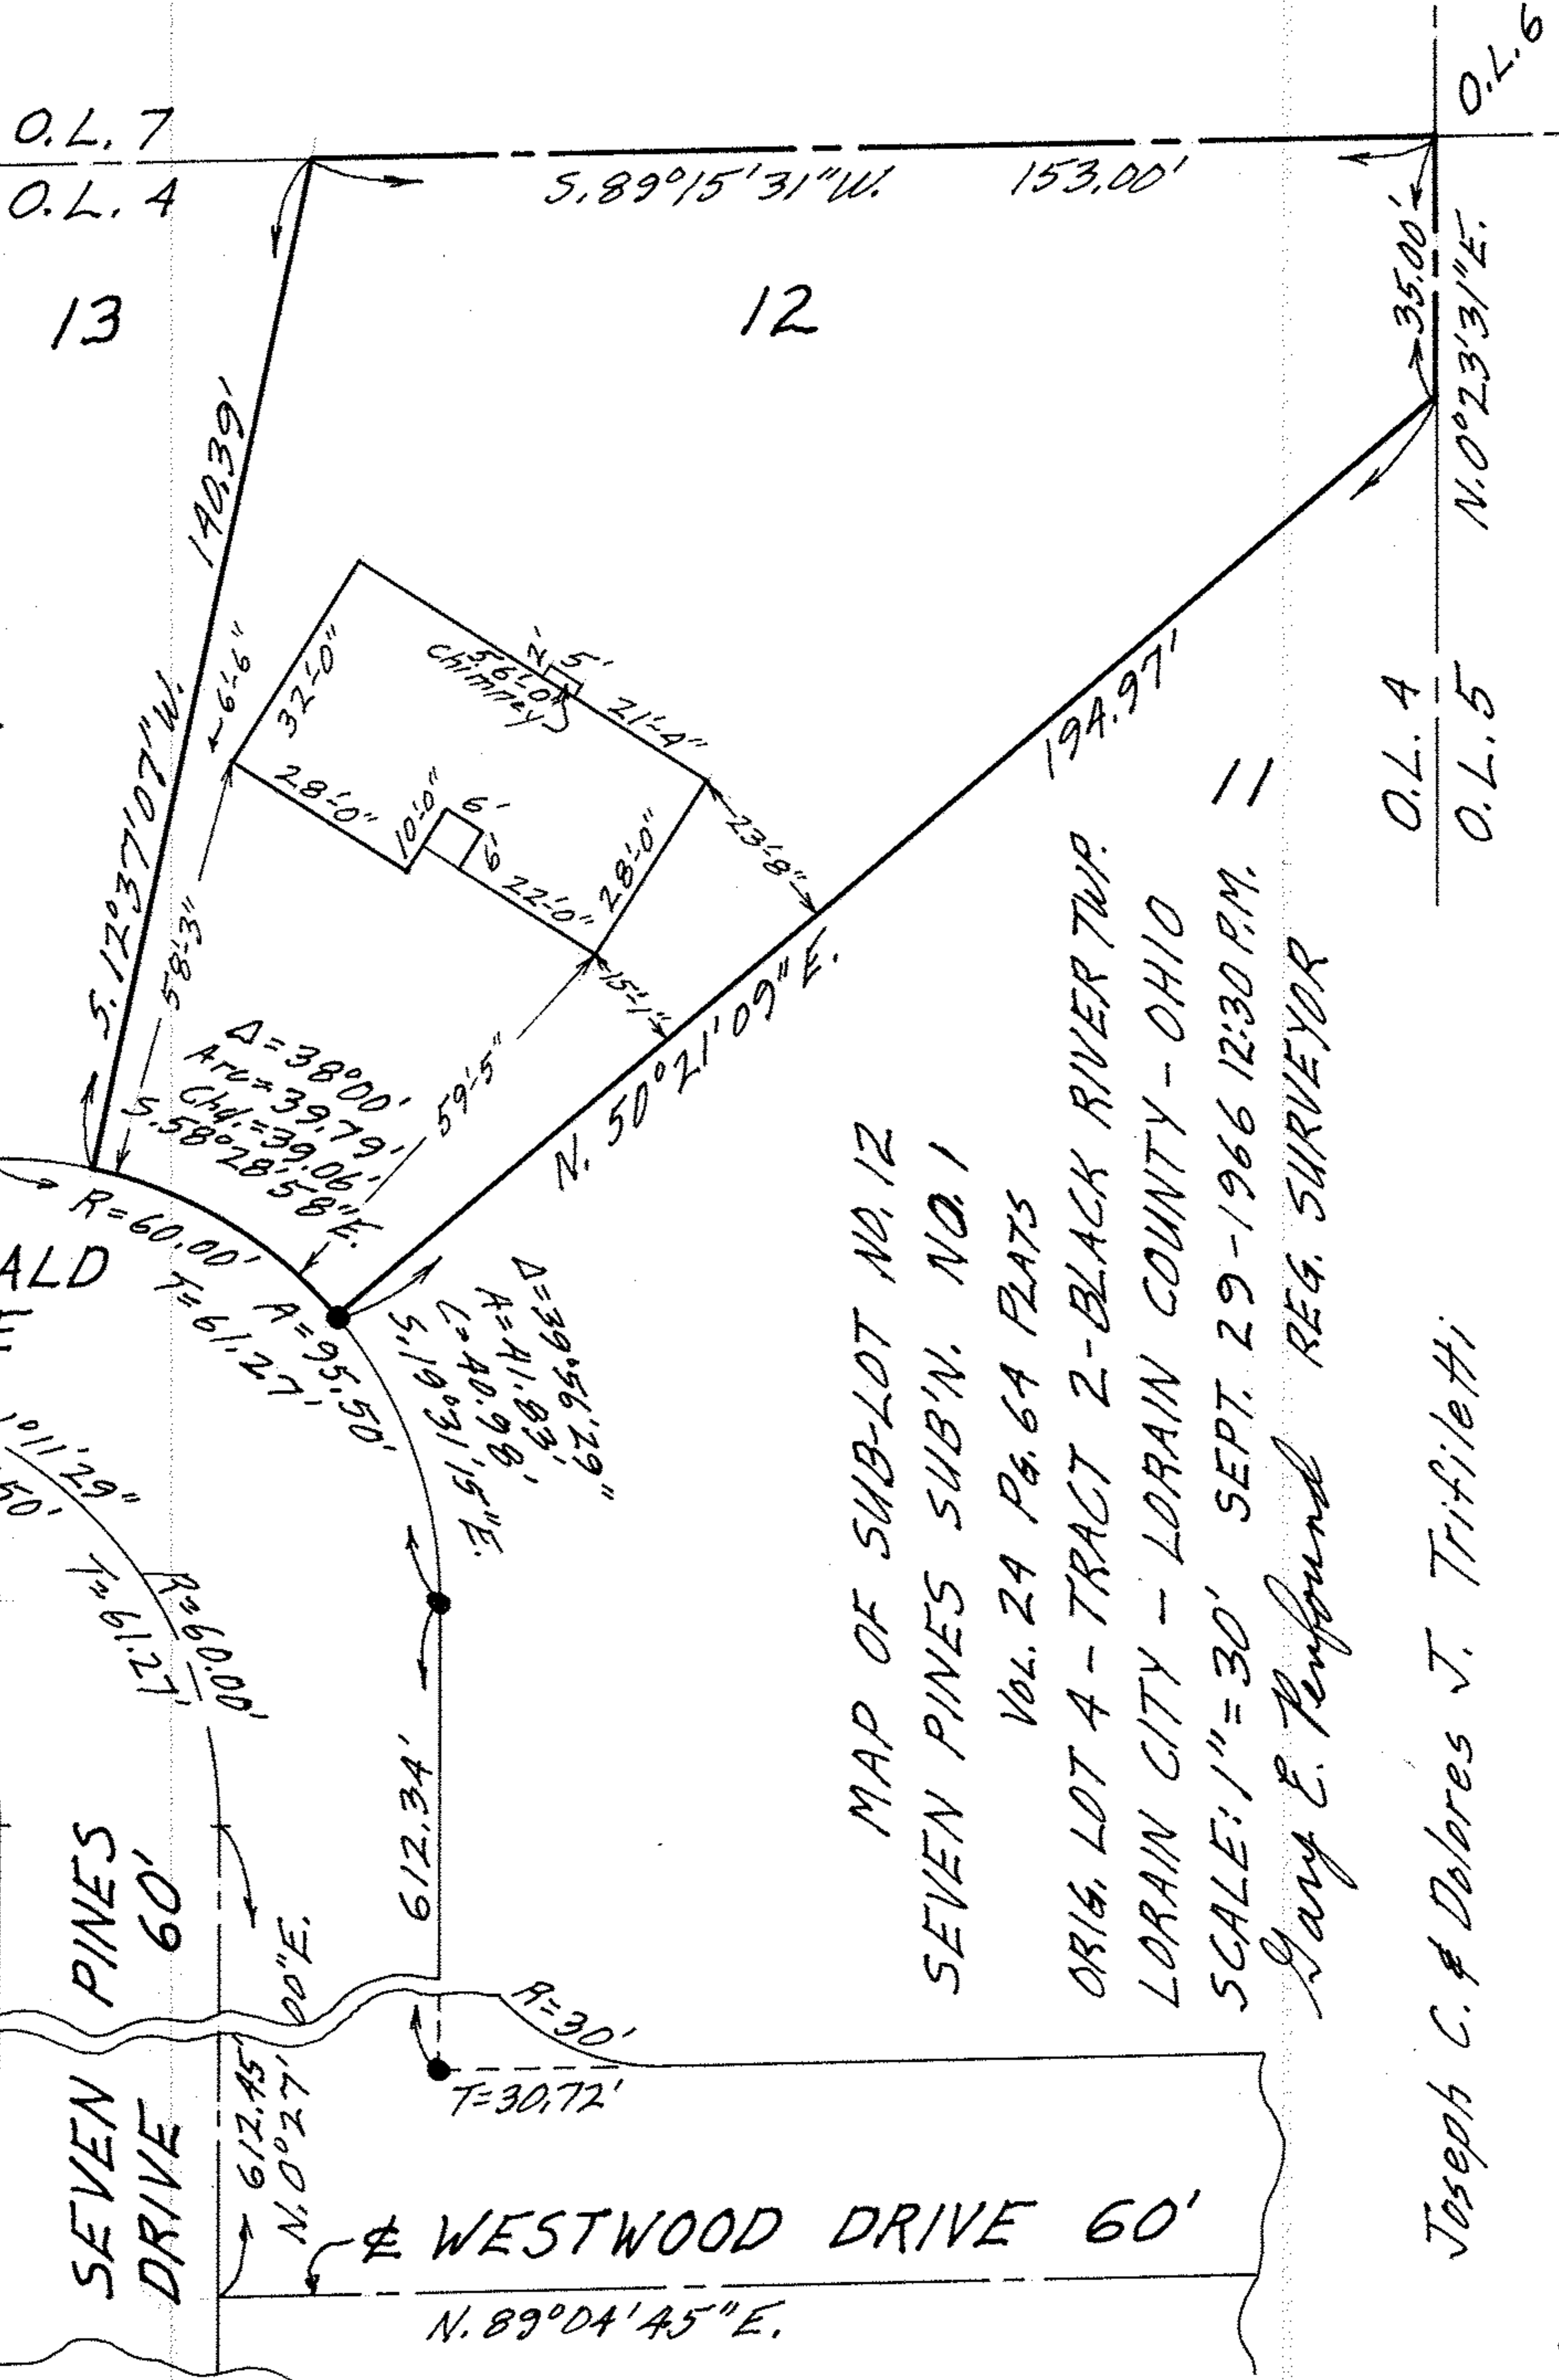 O.L. 7
O.L. 4
O.L. 6
S. 89°15'31"W. 153.00'
35.00'
N. 0°23'31"E.
13
12
140.39'
S. 12°37'07"W.
6'-6"
32'-0"
56'-0"
Chimney
2'
5'
21'-4"
28'-0"
10'-0"
6'
6'
22'-0"
28'-0"
23'-8"
15'-1"
58'-3"
59'-5"
194.97'
N. 50°21'09"E.
O.L. 4
O.L. 5
11
Δ=38°00'
Arc=39.79'
Chd.=39.06'
S.58°28'58"E.
R=60.00'
ALD
T=61.27'
A=95.50'
Δ=39°56'29"
A=41.83'
C=40.98'
S.19°31'15"E.
11'29"
50'
T=61.27'
R=60.00'
612.34'
SEVEN PINES
DRIVE 60'
612.45'
N. 0°27'00"E.
R=30'
T=30.72'
℄ WESTWOOD DRIVE 60'
N. 89°04'45"E.
MAP OF SUB-LOT NO. 12
SEVEN PINES SUB'N. NO. 1
VOL. 24 PG. 64 PLATS
ORIG. LOT 4 - TRACT 2 - BLACK RIVER TWP.
LORAIN CITY - LORAIN COUNTY - OHIO
SCALE: 1"=30' SEPT. 29-1966 12:30 P.M.
Gary E. Penfound REG. SURVEYOR
Joseph C. & Dolores J. Trifiletti